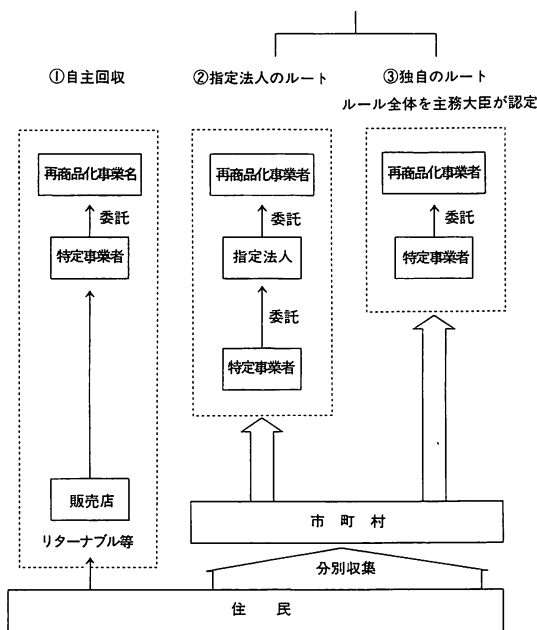 ①自主回収
②指定法人のルート
③独自のルート
ルール全体を主務大臣が認定
再商品化事業名
委託
特定事業者
販売店
リターナブル等
再商品化事業者
委託
指定法人
委託
特定事業者
再商品化事業者
委託
特定事業者
市町村
分別収集
住民